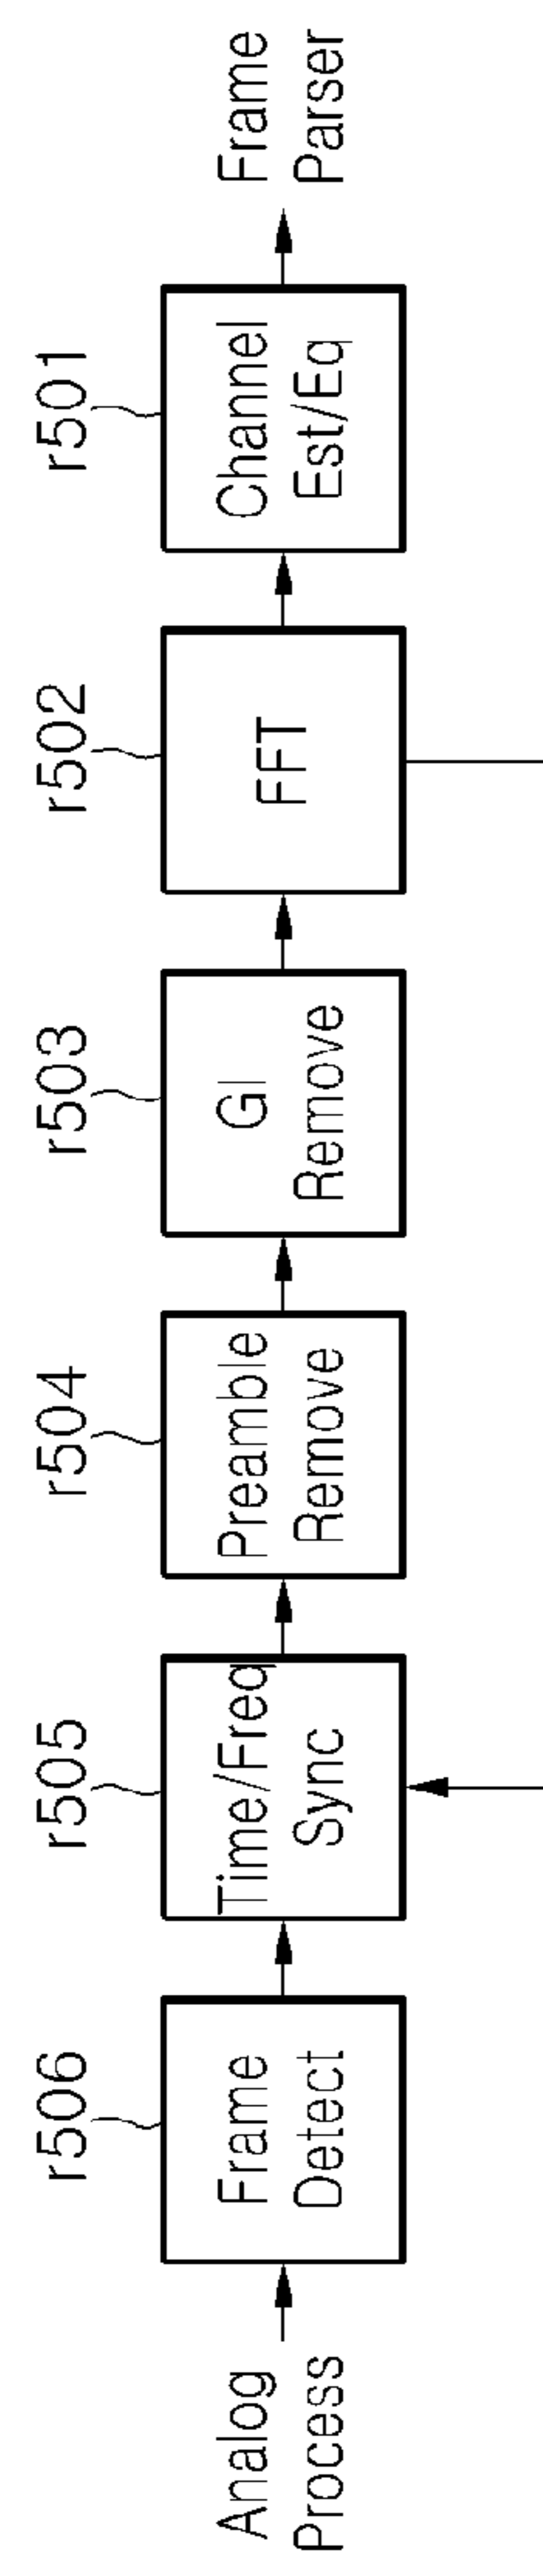 r506
r505
r504
r503
r502
r501
Analog
Process
Frame
Detect
Time/Freq
Sync
Preamble
Remove
GI
Remove
FFT
Channel
Est/Eq
Frame
Parser